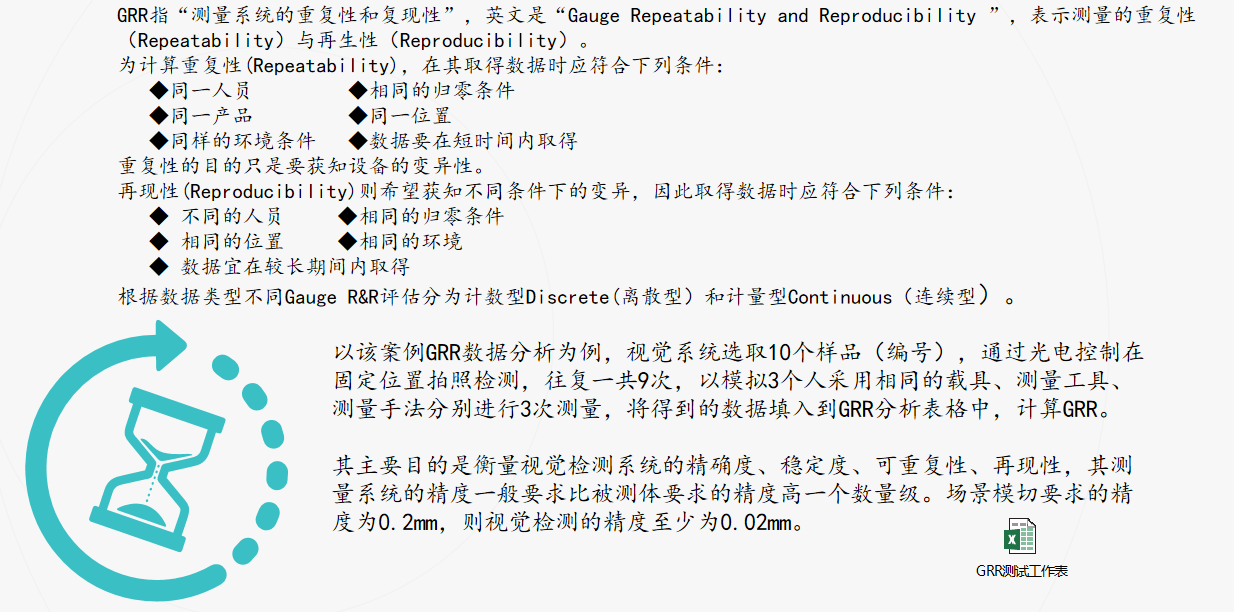 GRR指“测量系统的重复性和复现性”，英文是“Gauge Repeatability and Reproducibility ”，表示测量的重复性
（Repeatability）与再生性（Reproducibility）。
为计算重复性(Repeatability)，在其取得数据时应符合下列条件：
◆同一人员 ◆相同的归零条件
◆同一产品 ◆同一位置
◆同样的环境条件 ◆数据要在短时间内取得
重复性的目的只是要获知设备的变异性。
再现性(Reproducibility)则希望获知不同条件下的变异，因此取得数据时应符合下列条件：
◆ 不同的人员 ◆相同的归零条件
◆ 相同的位置 ◆相同的环境
◆ 数据宜在较长期间内取得
根据数据类型不同Gauge R&R评估分为计数型Discrete(离散型）和计量型Continuous（连续型）。
以该案例GRR数据分析为例，视觉系统选取10个样品（编号），通过光电控制在
固定位置拍照检测，往复一共9次，以模拟3个人采用相同的载具、测量工具、
测量手法分别进行3次测量，将得到的数据填入到GRR分析表格中，计算GRR。
其主要目的是衡量视觉检测系统的精确度、稳定度、可重复性、再现性，其测
量系统的精度一般要求比被测体要求的精度高一个数量级。场景模切要求的精
度为0.2mm，则视觉检测的精度至少为0.02mm。
X
GRR测试工作表